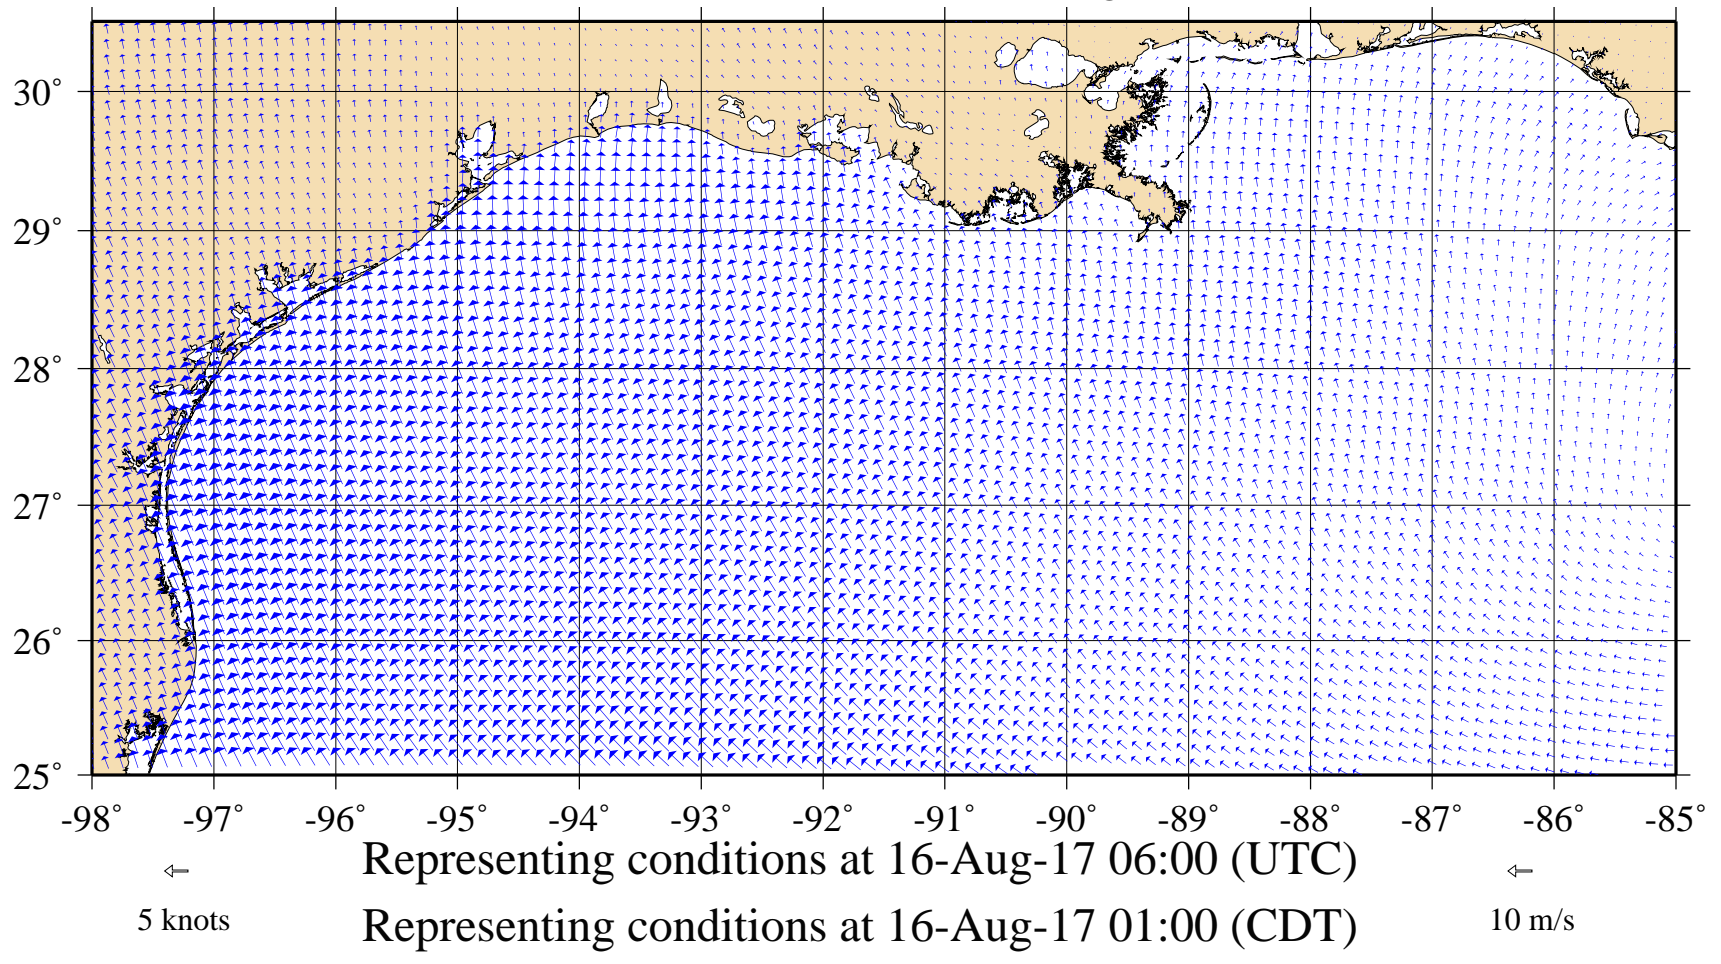 30°
29°
28°
27°
26°
25°
-98° -97° -96° -95° -94° -93° -92° -91° -90° -89° -88° -87° -86° -85°
Representing conditions at 16-Aug-17 06:00 (UTC)
5 knots
10 m/s
Representing conditions at 16-Aug-17 01:00 (CDT)